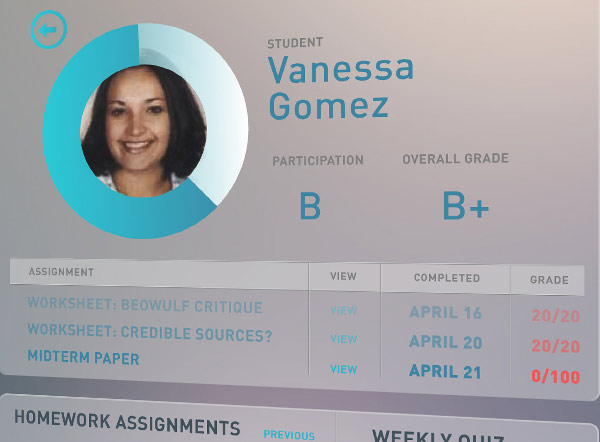 STUDENT
Vanessa
Gomez
PARTICIPATION OVERALL GRADE
B B+
ASSIGNMENT VIEW COMPLETED GRADE
WORKSHEET: BEOWULF CRITIQUE VIEW APRIL 16 20/20
WORKSHEET: CREDIBLE SOURCES? VIEW APRIL 20 20/20
MIDTERM PAPER VIEW APRIL 21 0/100
HOMEWORK ASSIGNMENTS PREVIOUS WEEKLY QUIZ